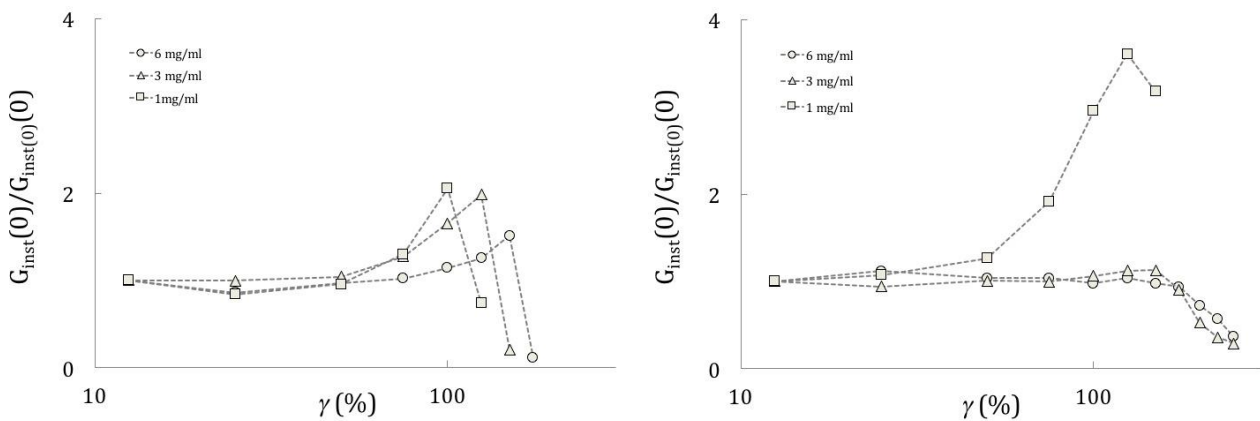 4
6 mg/ml
3 mg/ml
1mg/ml
2
0
10
100
γ (%)
G_inst(0)/G_inst(0)(0)
4
6 mg/ml
3 mg/ml
1 mg/ml
2
0
10
100
γ (%)
G_inst(0)/G_inst(0)(0)